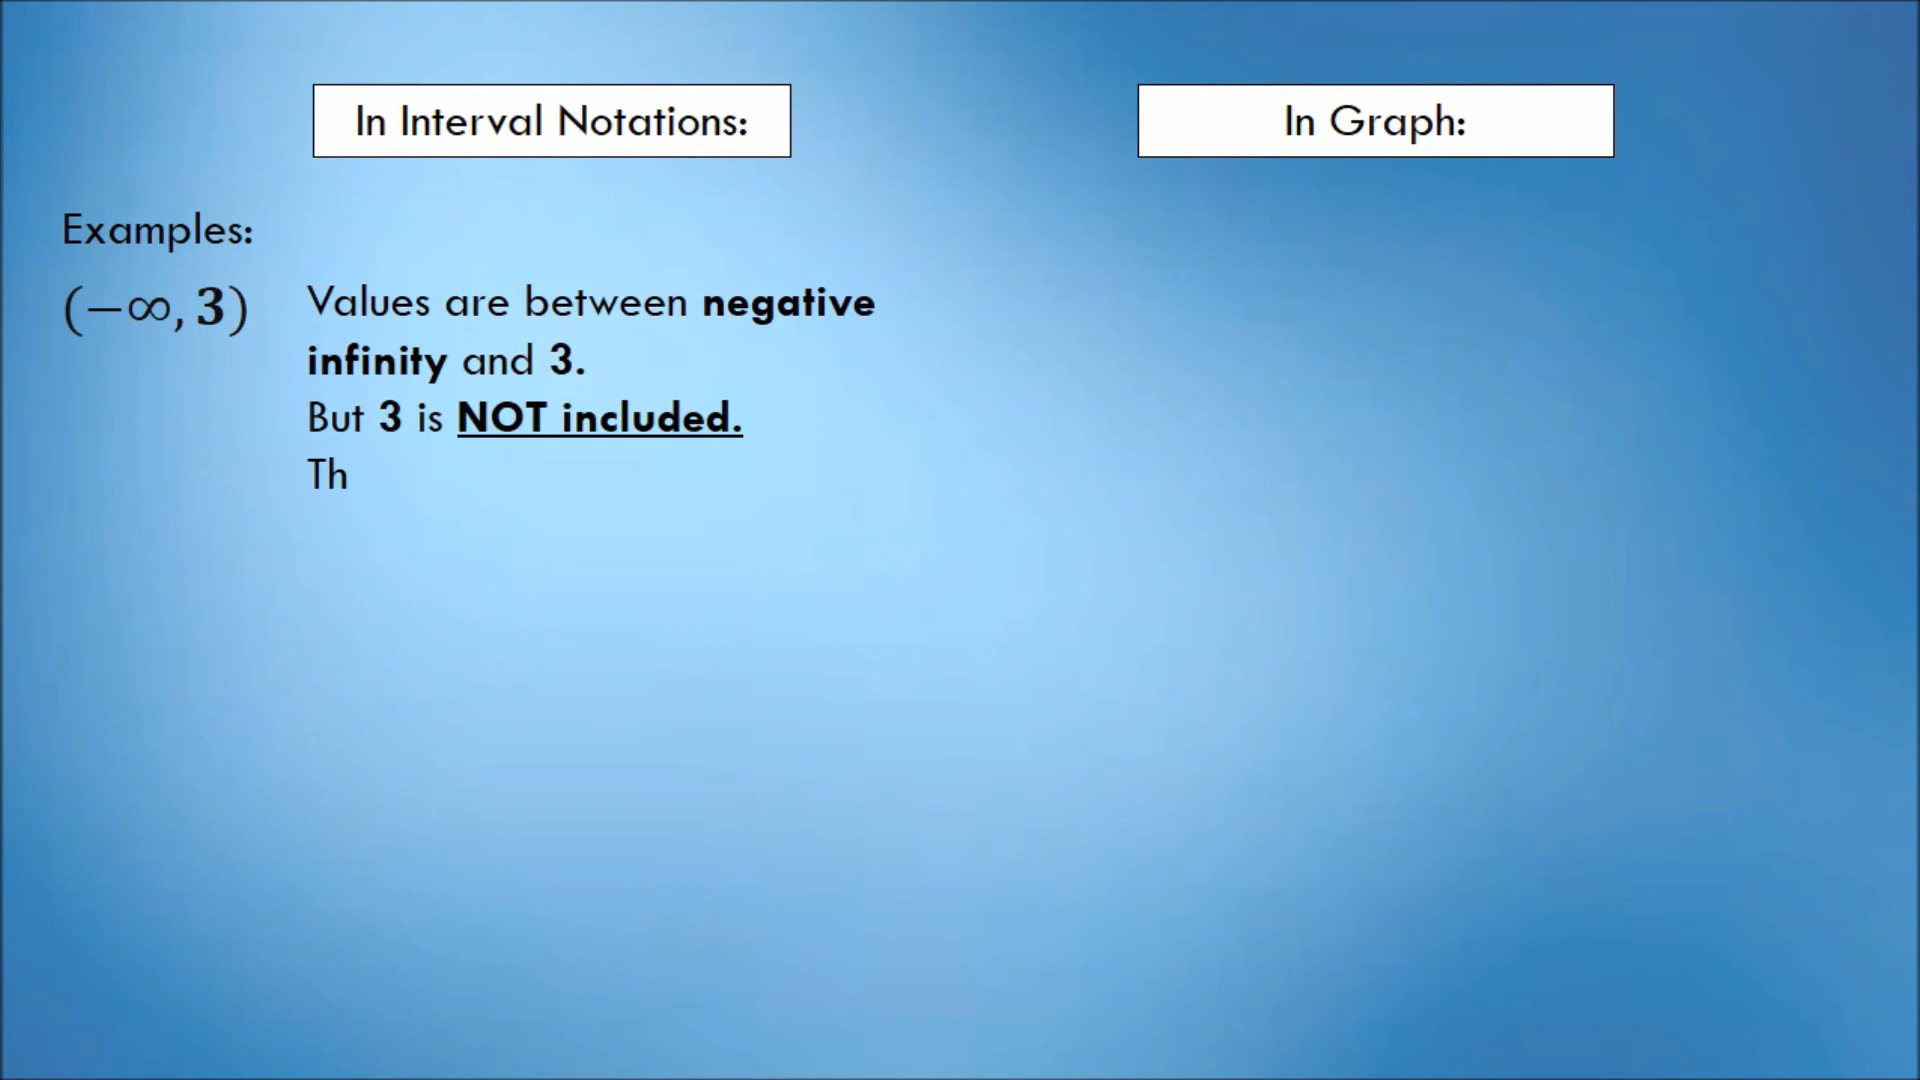 In Interval Notations:
In Graph:
Examples:
(−∞, 3)
Values are between negative
infinity and 3.
But 3 is NOT included.
Th